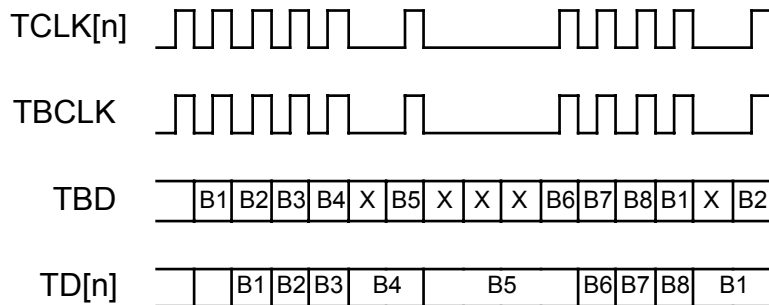 TCLK[n]
TBCLK
TBD B1 B2 B3 B4 X B5 X X X B6 B7 B8 B1 X B2
TD[n] B1 B2 B3 B4 B5 B6 B7 B8 B1